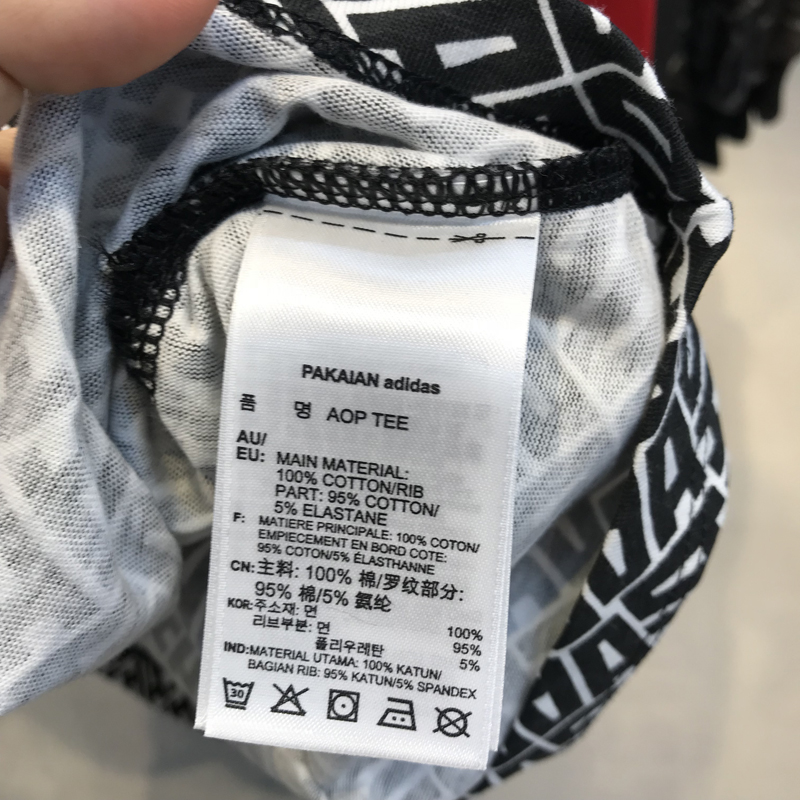 PAKAIAN adidas
품 명 AOP TEE
AU/
EU: MAIN MATERIAL:
100% COTTON/RIB
PART: 95% COTTON/
5% ELASTANE
F: MATIERE PRINCIPALE: 100% COTON/
EMPIECEMENT EN BORD COTE:
95% COTON/5% ÉLASTHANNE
CN:主料: 100% 棉/罗纹部分:
95% 棉/5% 氨纶
KOR:주소재: 면 100%
리브부분: 면 95%
폴리우레탄 5%
IND:MATERIAL UTAMA: 100% KATUN/
BAGIAN RIB: 95% KATUN/5% SPANDEX
30